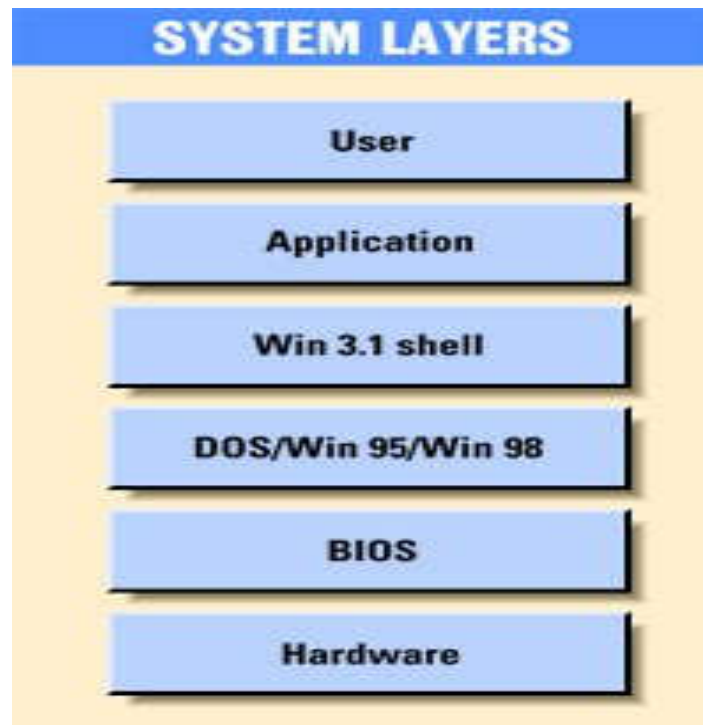 SYSTEM LAYERS
User
Application
Win 3.1 shell
DOS/Win 95/Win 98
BIOS
Hardware